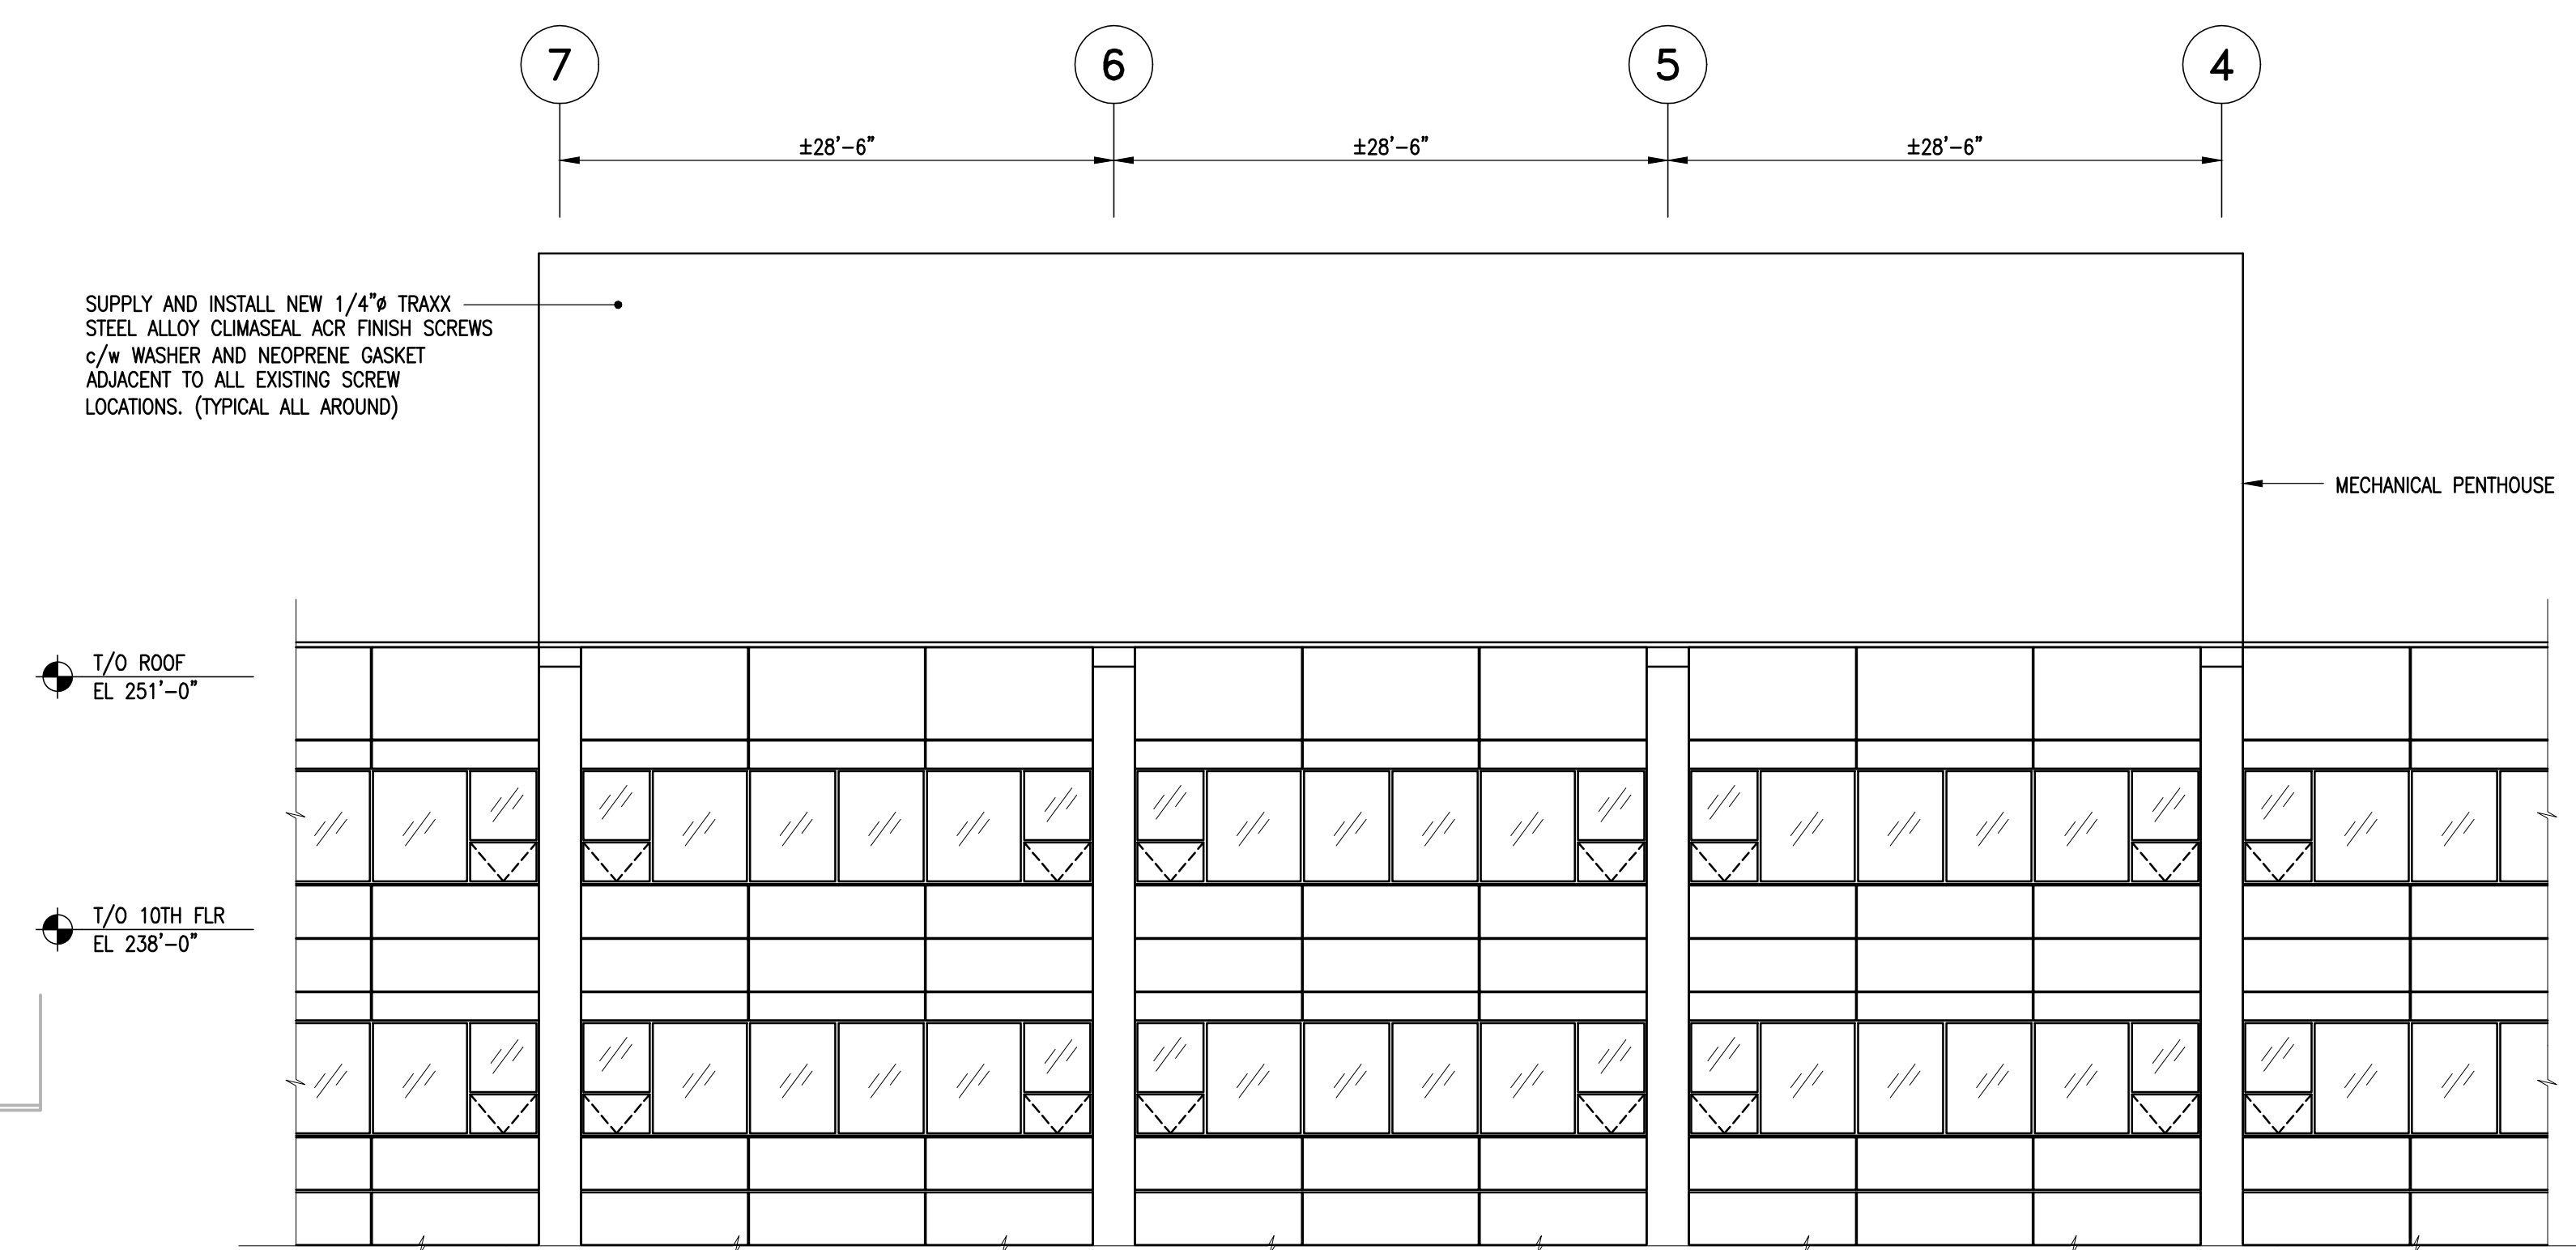 7
6
5
4
±28'-6"
±28'-6"
±28'-6"
SUPPLY AND INSTALL NEW 1/4"ø TRAXX
STEEL ALLOY CLIMASEAL ACR FINISH SCREWS
c/w WASHER AND NEOPRENE GASKET
ADJACENT TO ALL EXISTING SCREW
LOCATIONS. (TYPICAL ALL AROUND)
MECHANICAL PENTHOUSE
T/O ROOF
EL 251'-0"
T/O 10TH FLR
EL 238'-0"